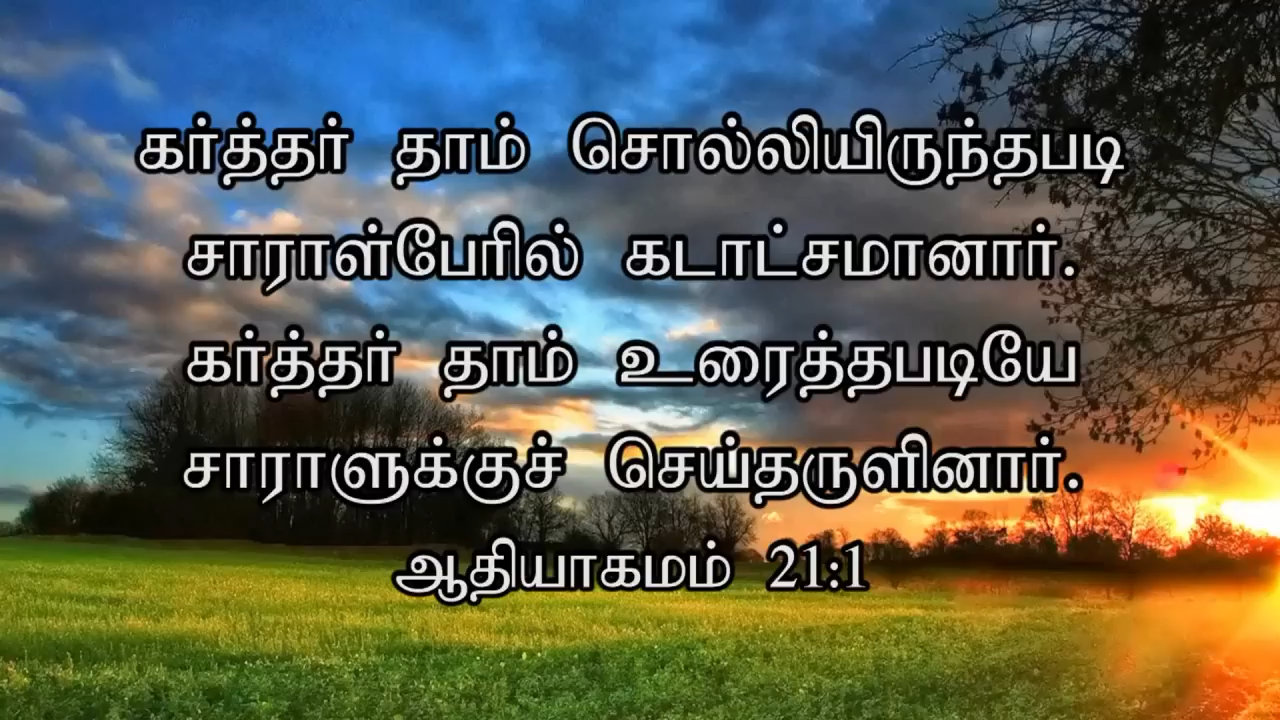 கர்த்தர் தாம் சொல்லியிருந்தபடி
சாராள்பேரில் கடாட்சமானார்.
கர்த்தர் தாம் உரைத்தபடியே
சாராளுக்குச் செய்தருளினார்.
ஆதியாகமம் 21:1